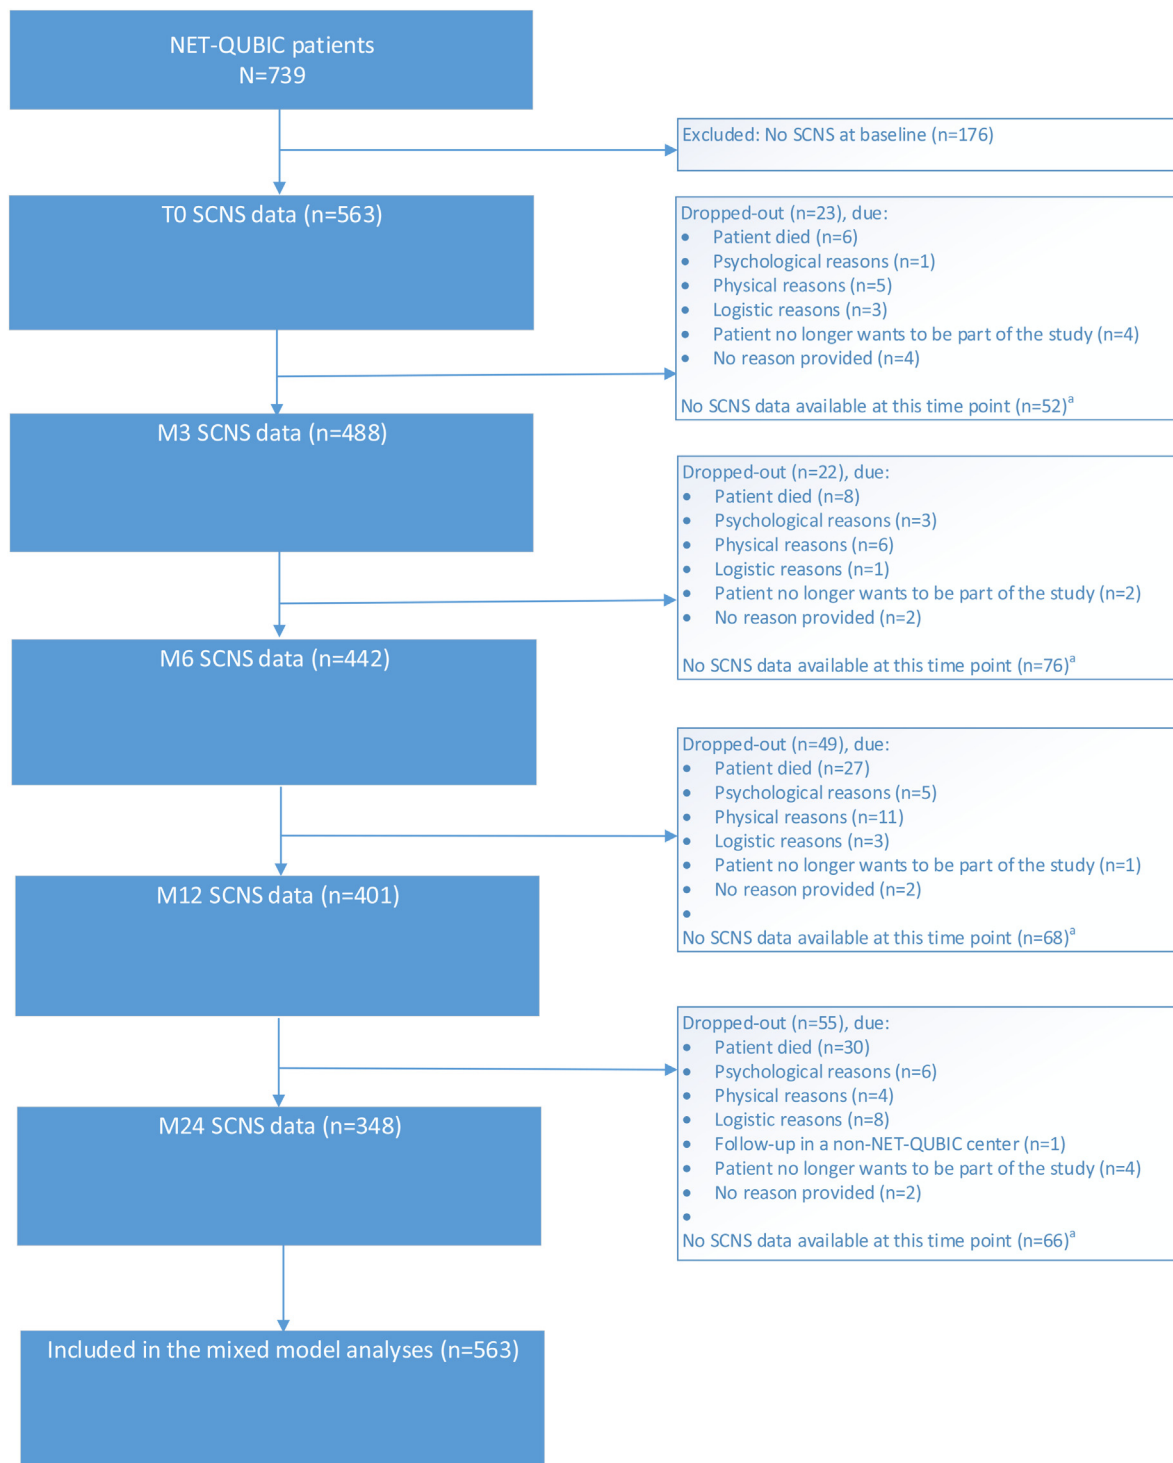 NET-QUBIC patients
N=739
Excluded: No SCNS at baseline (n=176)
T0 SCNS data (n=563)
Dropped-out (n=23), due:
• Patient died (n=6)
• Psychological reasons (n=1)
• Physical reasons (n=5)
• Logistic reasons (n=3)
• Patient no longer wants to be part of the study (n=4)
• No reason provided (n=4)
No SCNS data available at this time point (n=52)a
M3 SCNS data (n=488)
Dropped-out (n=22), due:
• Patient died (n=8)
• Psychological reasons (n=3)
• Physical reasons (n=6)
• Logistic reasons (n=1)
• Patient no longer wants to be part of the study (n=2)
• No reason provided (n=2)
No SCNS data available at this time point (n=76)a
M6 SCNS data (n=442)
Dropped-out (n=49), due:
• Patient died (n=27)
• Psychological reasons (n=5)
• Physical reasons (n=11)
• Logistic reasons (n=3)
• Patient no longer wants to be part of the study (n=1)
• No reason provided (n=2)
•
No SCNS data available at this time point (n=68)a
M12 SCNS data (n=401)
Dropped-out (n=55), due:
• Patient died (n=30)
• Psychological reasons (n=6)
• Physical reasons (n=4)
• Logistic reasons (n=8)
• Follow-up in a non-NET-QUBIC center (n=1)
• Patient no longer wants to be part of the study (n=4)
• No reason provided (n=2)
•
No SCNS data available at this time point (n=66)a
M24 SCNS data (n=348)
Included in the mixed model analyses (n=563)